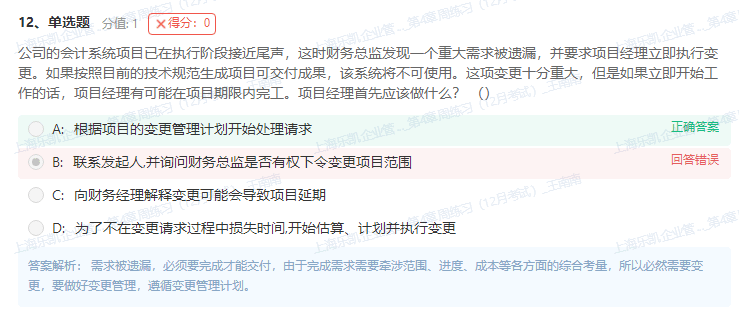 12、单选题 分值: 1 ×得分：0
公司的会计系统项目已在执行阶段接近尾声，这时财务总监发现一个重大需求被遗漏，并要求项目经理立即执行变
更。如果按照目前的技术规范生成项目可交付成果，该系统将不可使用。这项变更十分重大，但是如果立即开始工
作的话，项目经理有可能在项目期限内完工。项目经理首先应该做什么？ （）
A: 根据项目的变更管理计划开始处理请求 正确答案
B: 联系发起人,并询问财务总监是否有权下令变更项目范围 回答错误
C: 向财务经理解释变更可能会导致项目延期
D: 为了不在变更请求过程中损失时间,开始估算、计划并执行变更
答案解析： 需求被遗漏，必须要完成才能交付，由于完成需求需要牵涉范围、进度、成本等各方面的综合考量，所以必然需要变
更，要做好变更管理，遵循变更管理计划。